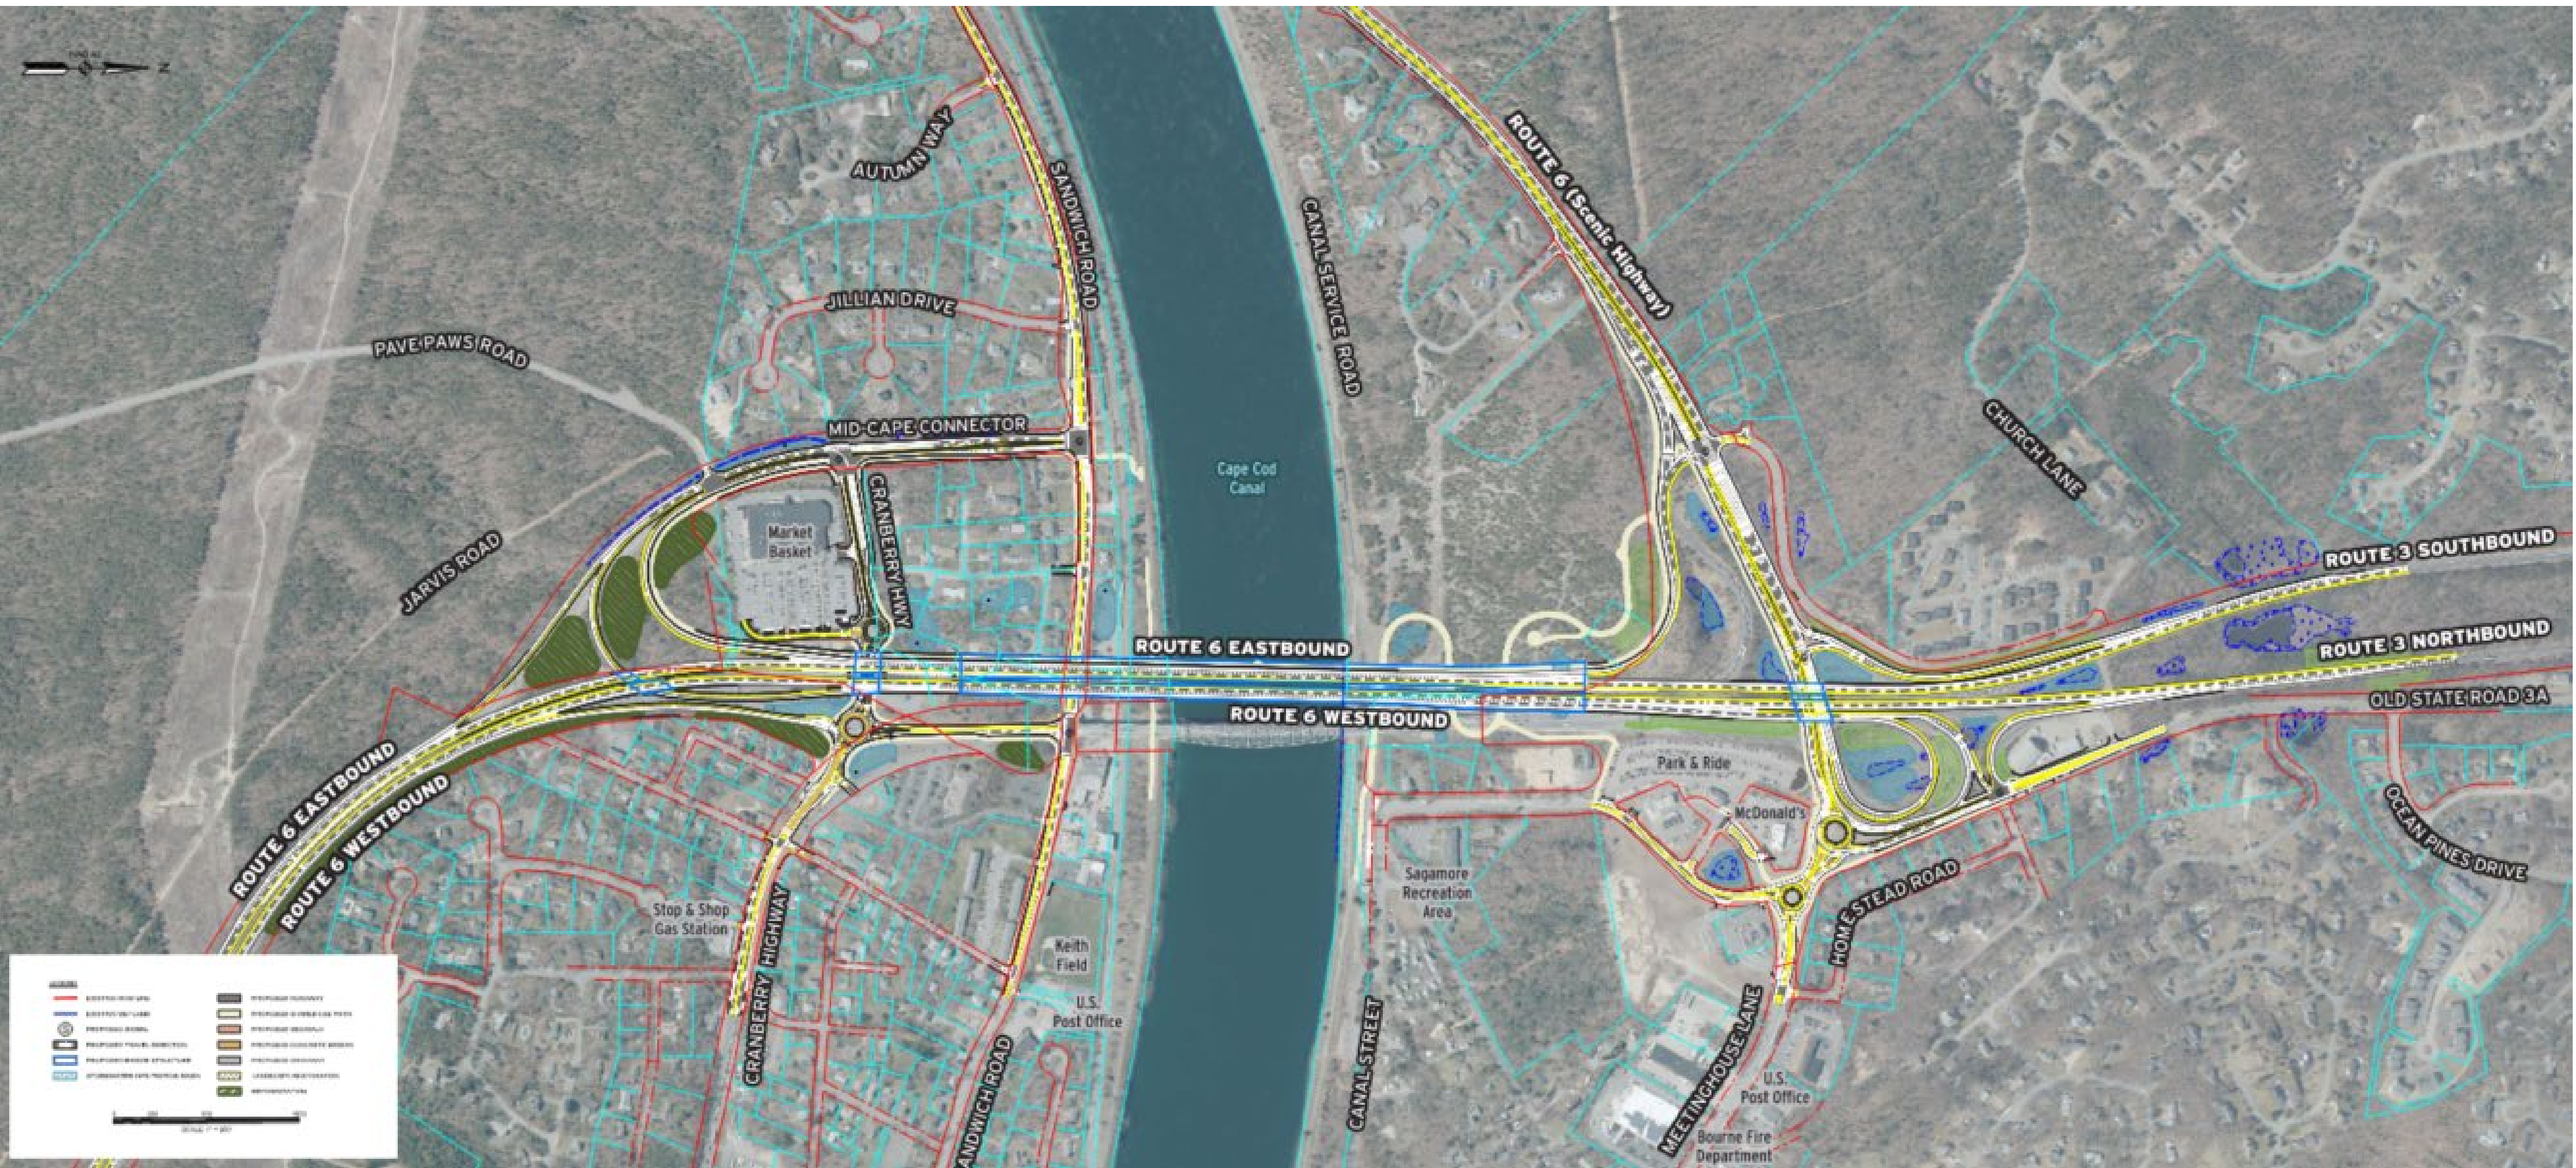 N
AUTUMN WAY
SANDWICH ROAD
CANAL SERVICE ROAD
ROUTE 6 (Scenic Highway)
JILLIAN DRIVE
PAVE PAWS ROAD
MID-CAPE CONNECTOR
CHURCH LANE
Cape Cod
Canal
CRANBERRY HWY
Market
Basket
JARVIS ROAD
ROUTE 3 SOUTHBOUND
ROUTE 6 EASTBOUND
ROUTE 3 NORTHBOUND
OLD STATE ROAD 3A
ROUTE 6 WESTBOUND
Park & Ride
ROUTE 6 EASTBOUND
ROUTE 6 WESTBOUND
McDonald's
OCEAN PINES DRIVE
Sagamore
Recreation
Area
HOMESTEAD ROAD
Stop & Shop
Gas Station
CRANBERRY HIGHWAY
Keith
Field
U.S.
Post Office
CANAL STREET
MEETINGHOUSE LANE
ANDWICH ROAD
U.S.
Post Office
Bourne Fire
Department